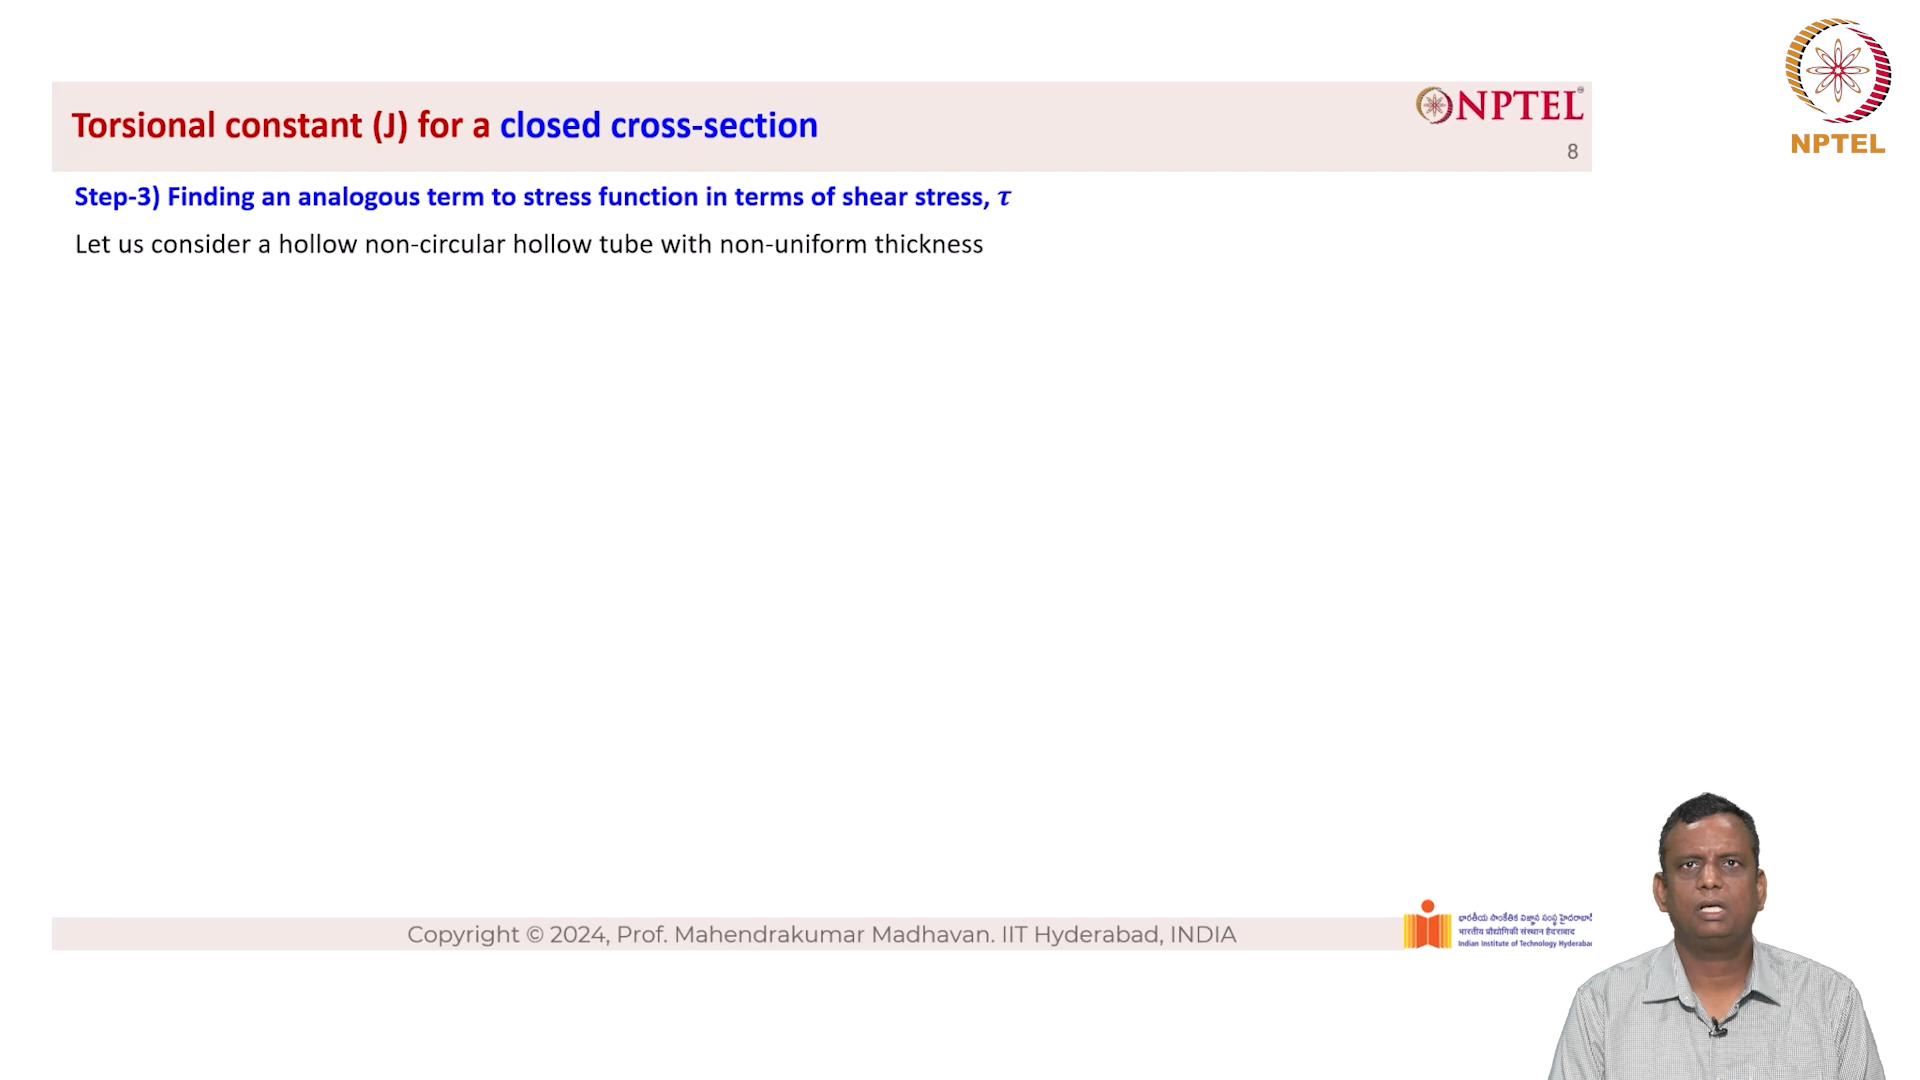 NPTEL
Torsional constant (J) for a closed cross-section
NPTEL
8
Step-3) Finding an analogous term to stress function in terms of shear stress, τ
Let us consider a hollow non-circular hollow tube with non-uniform thickness
Copyright © 2024, Prof. Mahendrakumar Madhavan. IIT Hyderabad, INDIA
భారతీయ సాంకేతిక విజ్ఞాన సంస్థ హైదరాబాద్
भारतीय प्रौद्योगिकी संस्थान हैदराबाद
Indian Institute of Technology Hyderabad